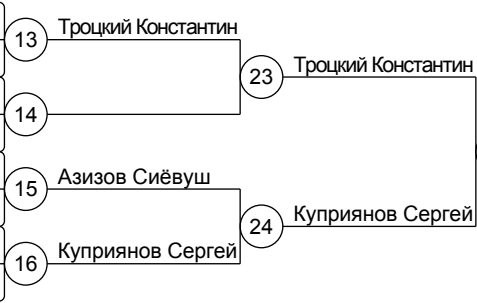 13 Троцкий Константин
23 Троцкий Константин
14
15 Азизов Сиёвуш
24 Куприянов Сергей
16 Куприянов Сергей